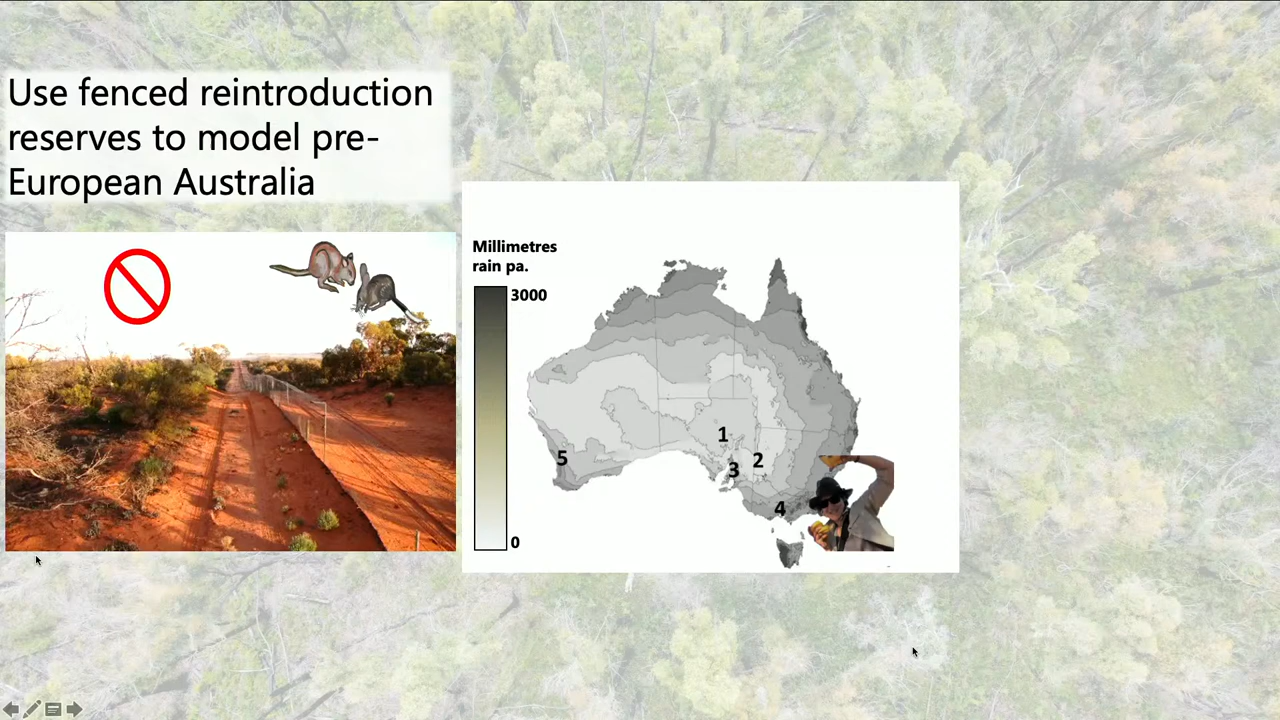 Use fenced reintroduction
reserves to model pre-
European Australia
Millimetres
rain pa.
3000
0
1
2
3
4
5